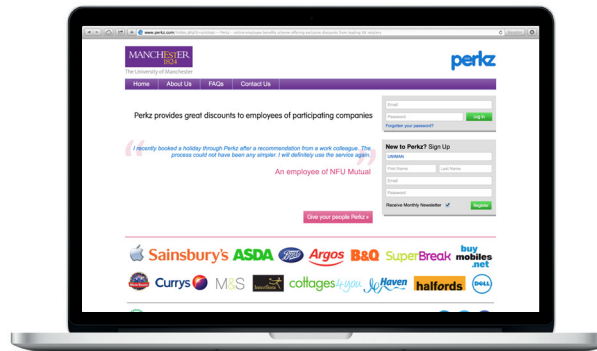 www.perkz.com
MANCHESTER
1824
The University of Manchester
perkz
Home About Us FAQs Contact Us
Perkz provides great discounts to employees of participating companies
Email
Password
Log in
Forgotten your password?
I recently booked a holiday through Perkz after a recommendation from a work colleague. The
process could not have been any simpler. I will definitely use the service again.
An employee of NFU Mutual
New to Perkz? Sign Up
UNIMAN
First Name Last Name
Email
Password
Receive Monthly Newsletter
Register
Give your people Perkz »
Sainsbury's ASDA Boots Argos B&Q SuperBreak buy
mobiles
.net
Currys M&S cottages4you Haven halfords DELL